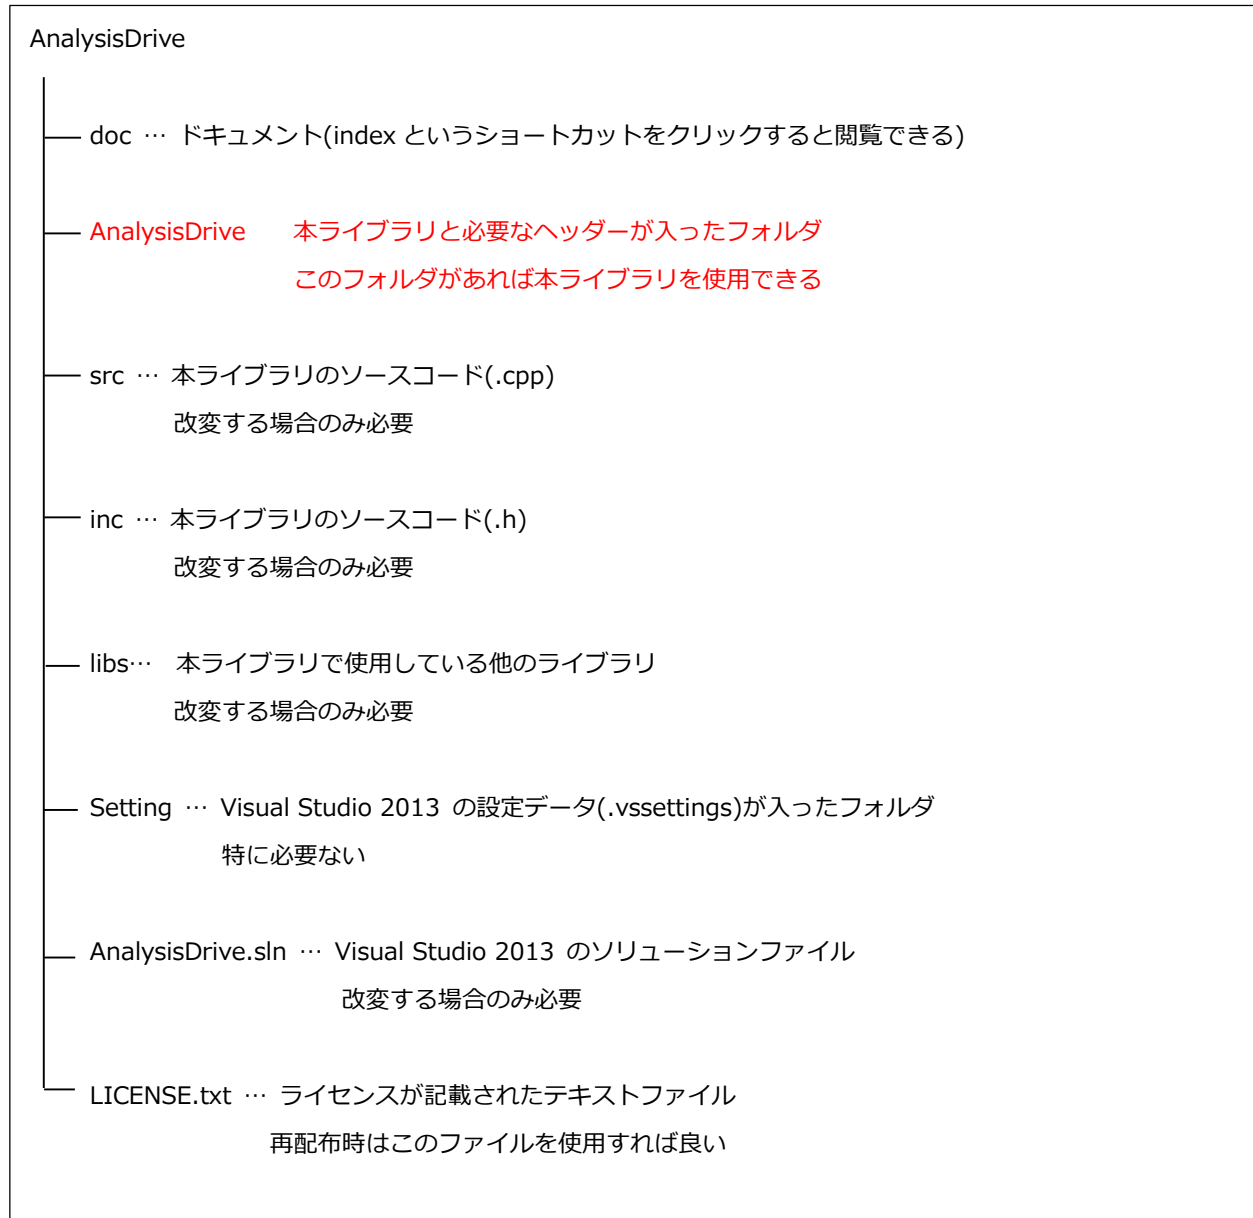 AnalysisDrive
doc … ドキュメント(index というショートカットをクリックすると閲覧できる)
AnalysisDrive 本ライブラリと必要なヘッダーが入ったフォルダ
このフォルダがあれば本ライブラリを使用できる
src … 本ライブラリのソースコード(.cpp)
改変する場合のみ必要
inc … 本ライブラリのソースコード(.h)
改変する場合のみ必要
libs… 本ライブラリで使用している他のライブラリ
改変する場合のみ必要
Setting … Visual Studio 2013 の設定データ(.vssettings)が入ったフォルダ
特に必要ない
AnalysisDrive.sln … Visual Studio 2013 のソリューションファイル
改変する場合のみ必要
LICENSE.txt … ライセンスが記載されたテキストファイル
再配布時はこのファイルを使用すれば良い